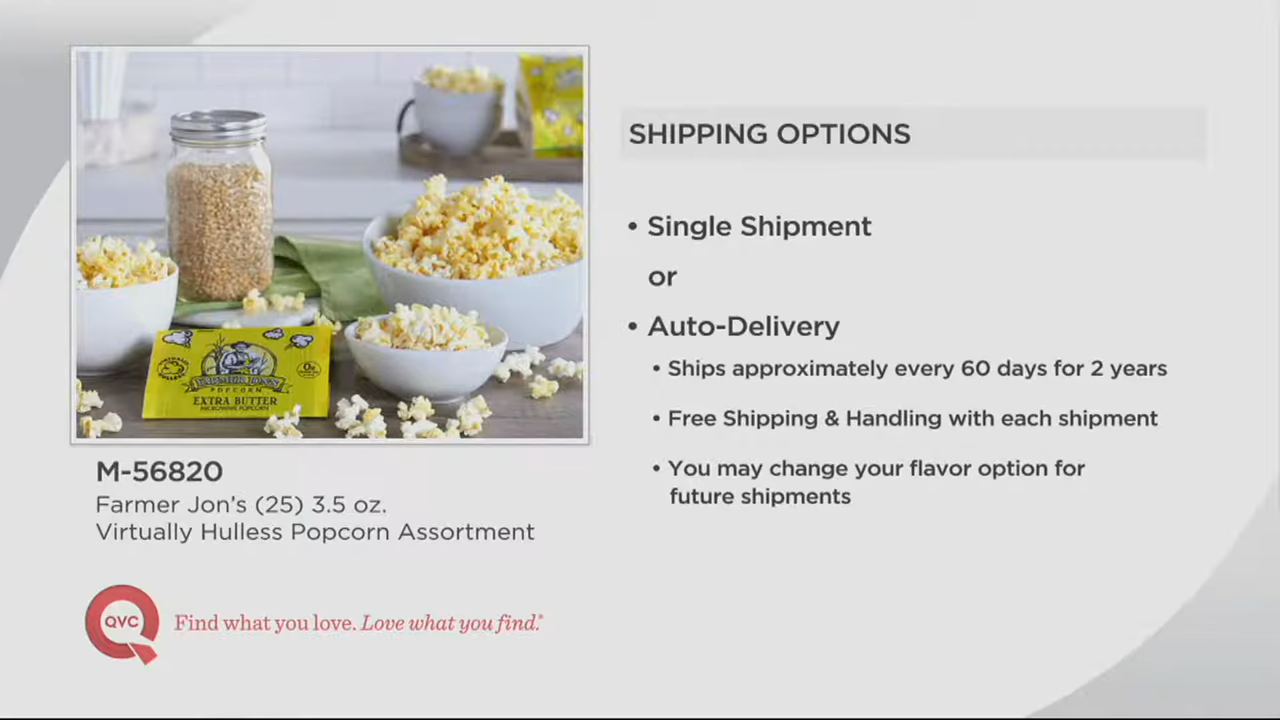 SHIPPING OPTIONS
• Single Shipment
or
• Auto-Delivery
• Ships approximately every 60 days for 2 years
• Free Shipping & Handling with each shipment
• You may change your flavor option for
future shipments
FARMER JON'S
POPCORN
EXTRA BUTTER
MICROWAVE POPCORN
M-56820
Farmer Jon's (25) 3.5 oz.
Virtually Hulless Popcorn Assortment
QVC
Find what you love. Love what you find.®